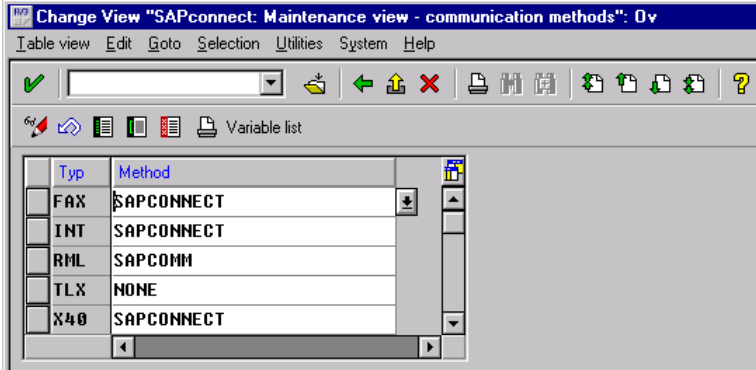 Change View "SAPconnect: Maintenance view - communication methods": Ov
Table view Edit Goto Selection Utilities System Help
Variable list
Typ Method
FAX SAPCONNECT
INT SAPCONNECT
RML SAPCOMM
TLX NONE
X40 SAPCONNECT